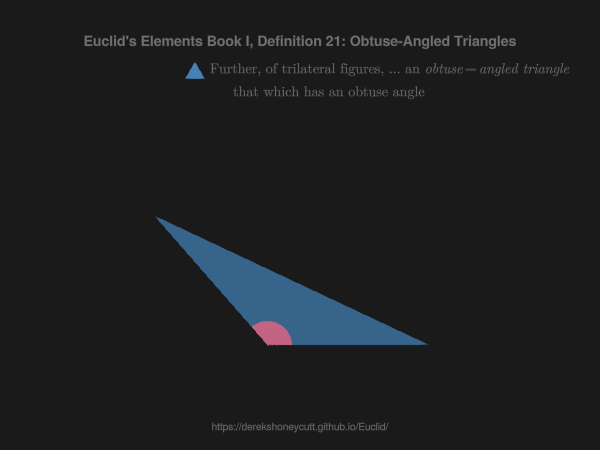 Euclid's Elements Book I, Definition 21: Obtuse-Angled Triangles
Further, of trilateral figures, ... an obtuse–angled triangle
that which has an obtuse angle
https://derekshoneycutt.github.io/Euclid/